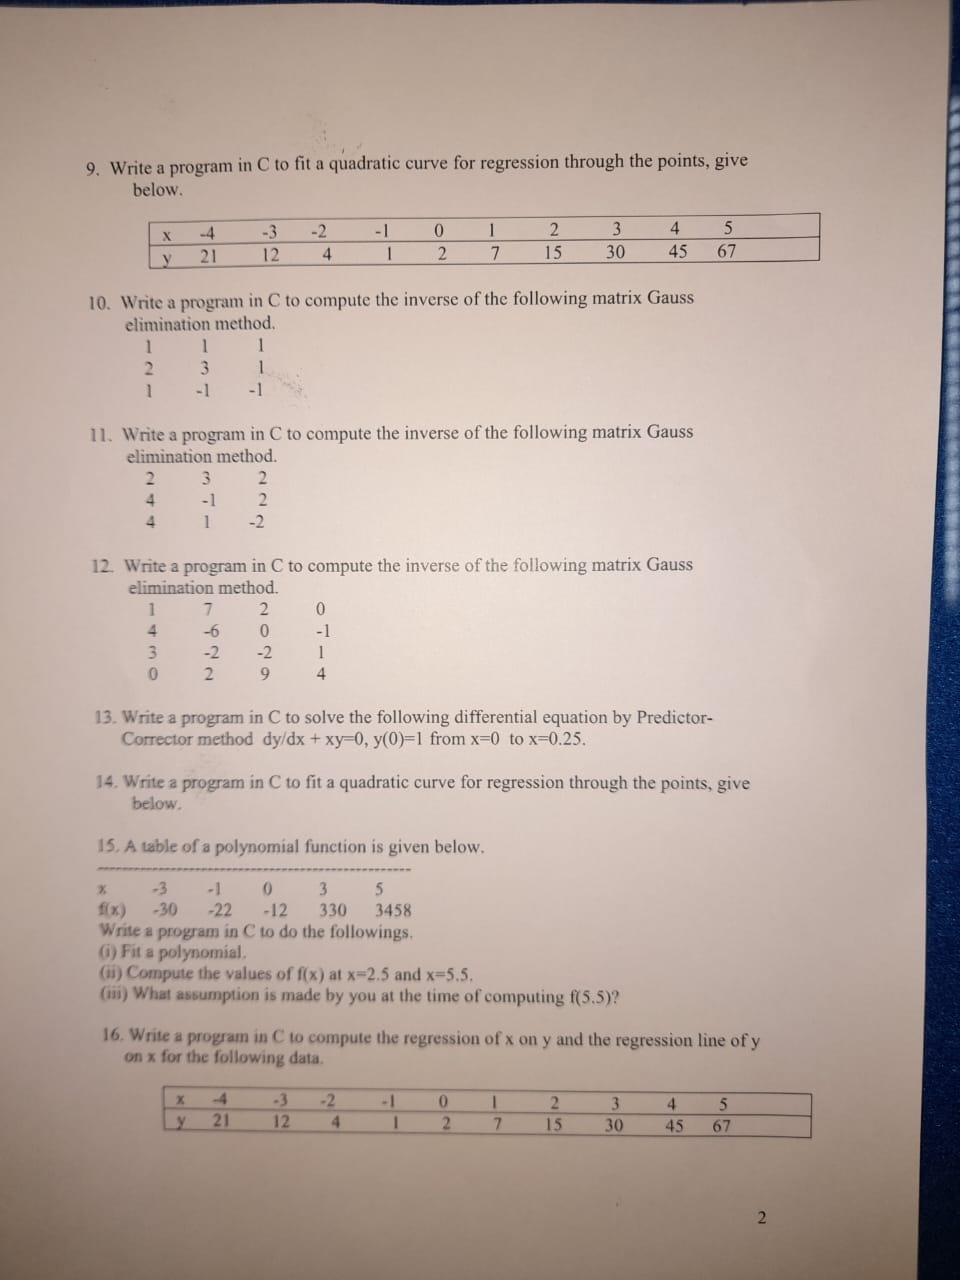 9. Write a program in C to fit a quadratic curve for regression through the points, give
below.
x -4 -3 -2 -1 0 1 2 3 4 5
y 21 12 4 1 2 7 15 30 45 67
10. Write a program in C to compute the inverse of the following matrix Gauss
elimination method.
1 1 1
2 3 1
1 -1 -1
11. Write a program in C to compute the inverse of the following matrix Gauss
elimination method.
2 3 2
4 -1 2
4 1 -2
12. Write a program in C to compute the inverse of the following matrix Gauss
elimination method.
1 7 2 0
4 -6 0 -1
3 -2 -2 1
0 2 9 4
13. Write a program in C to solve the following differential equation by Predictor-
Corrector method dy/dx + xy=0, y(0)=1 from x=0 to x=0.25.
14. Write a program in C to fit a quadratic curve for regression through the points, give
below.
15. A table of a polynomial function is given below.
x -3 -1 0 3 5
f(x) -30 -22 -12 330 3458
Write a program in C to do the followings.
(i) Fit a polynomial.
(ii) Compute the values of f(x) at x=2.5 and x=5.5.
(iii) What assumption is made by you at the time of computing f(5.5)?
16. Write a program in C to compute the regression of x on y and the regression line of y
on x for the following data.
x -4 -3 -2 -1 0 1 2 3 4 5
y 21 12 4 1 2 7 15 30 45 67
2